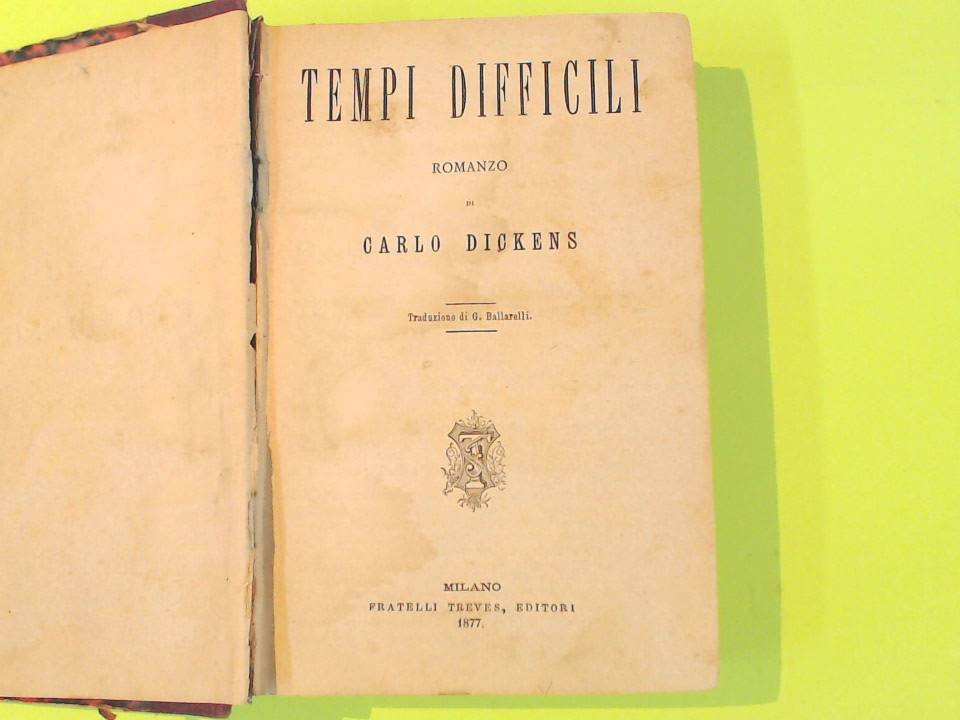 TEMPI DIFFICILI
ROMANZO
DI
CARLO DICKENS
Traduzione di G. Ballarelli.
MILANO
FRATELLI TREVES, EDITORI
1877.